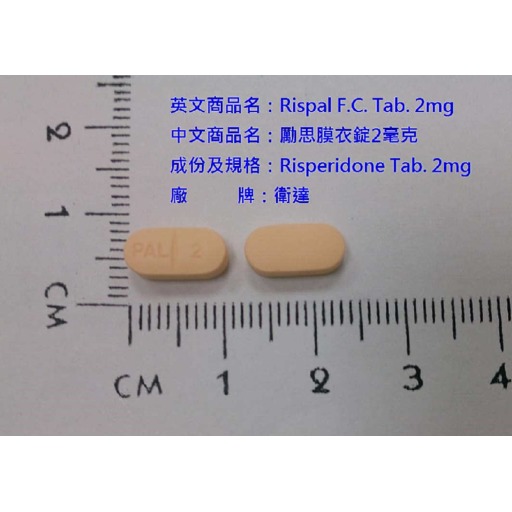 英文商品名：Rispal F.C. Tab. 2mg
中文商品名：勵思膜衣錠2毫克
成份及規格：Risperidone Tab. 2mg
廠 牌：衛達
2
1
CM
PAL 2
CM 1 2 3 4